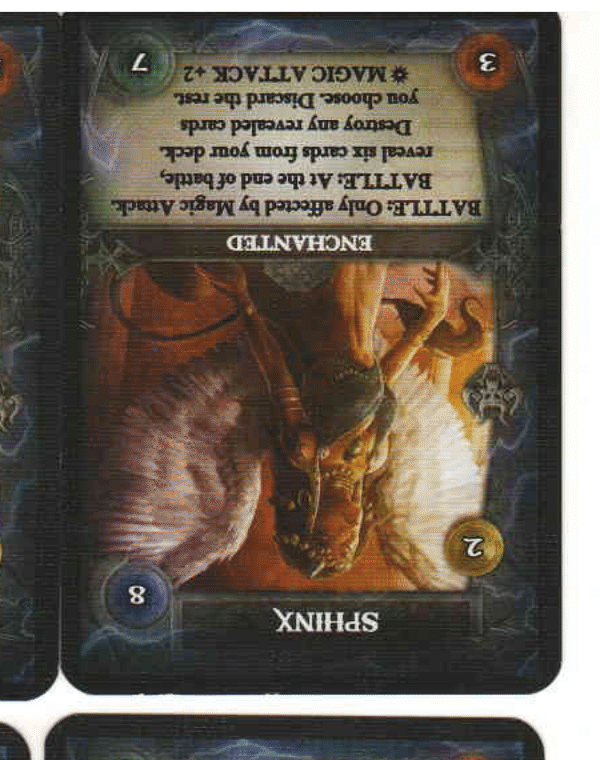 SPHINX
8
2
ENCHANTED
BATTLE: Only affected by Magic Attack.
BATTLE: At the end of battle,
reveal six cards from your deck.
Destroy any revealed cards
you choose. Discard the rest.
✷ MAGIC ATTACK +2
3
7